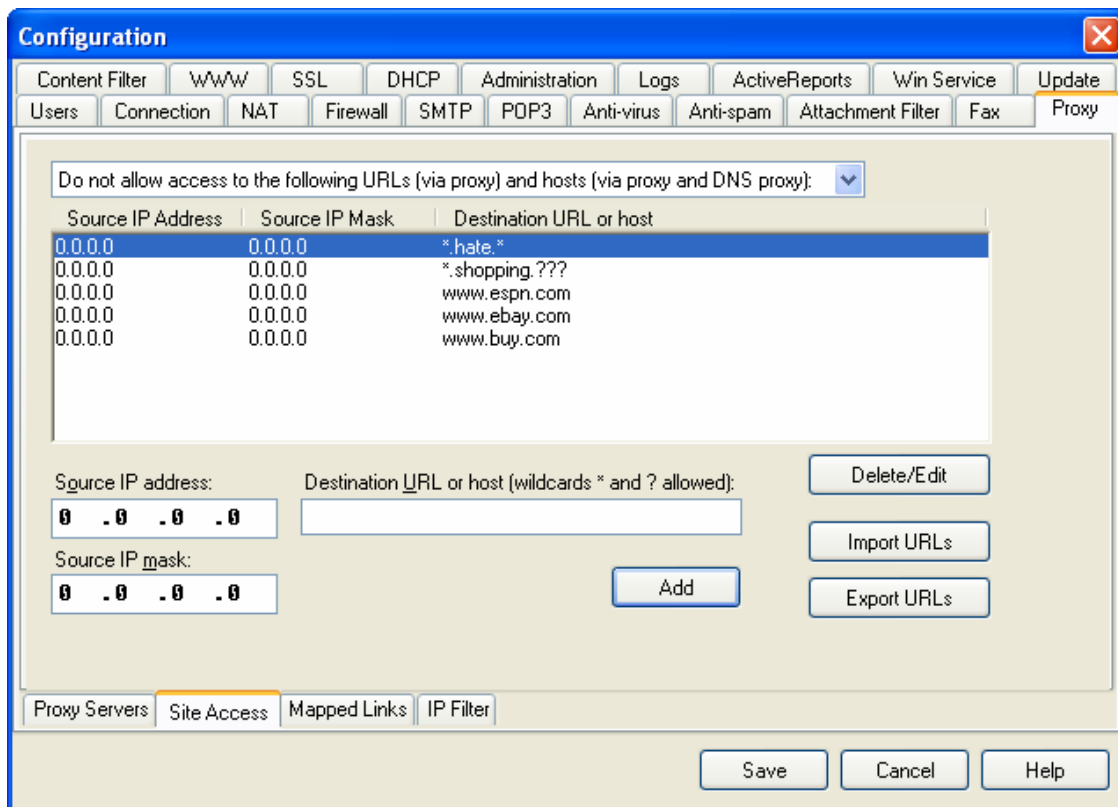 Configuration
Content Filter WWW SSL DHCP Administration Logs ActiveReports Win Service Update
Users Connection NAT Firewall SMTP POP3 Anti-virus Anti-spam Attachment Filter Fax Proxy
Do not allow access to the following URLs (via proxy) and hosts (via proxy and DNS proxy):
Source IP Address Source IP Mask Destination URL or host
0.0.0.0 0.0.0.0 *.hate.*
0.0.0.0 0.0.0.0 *.shopping.???
0.0.0.0 0.0.0.0 www.espn.com
0.0.0.0 0.0.0.0 www.ebay.com
0.0.0.0 0.0.0.0 www.buy.com
Source IP address: Destination URL or host (wildcards * and ? allowed): Delete/Edit
0 .0 .0 .0
Source IP mask: Import URLs
0 .0 .0 .0 Add Export URLs
Proxy Servers Site Access Mapped Links IP Filter
Save Cancel Help